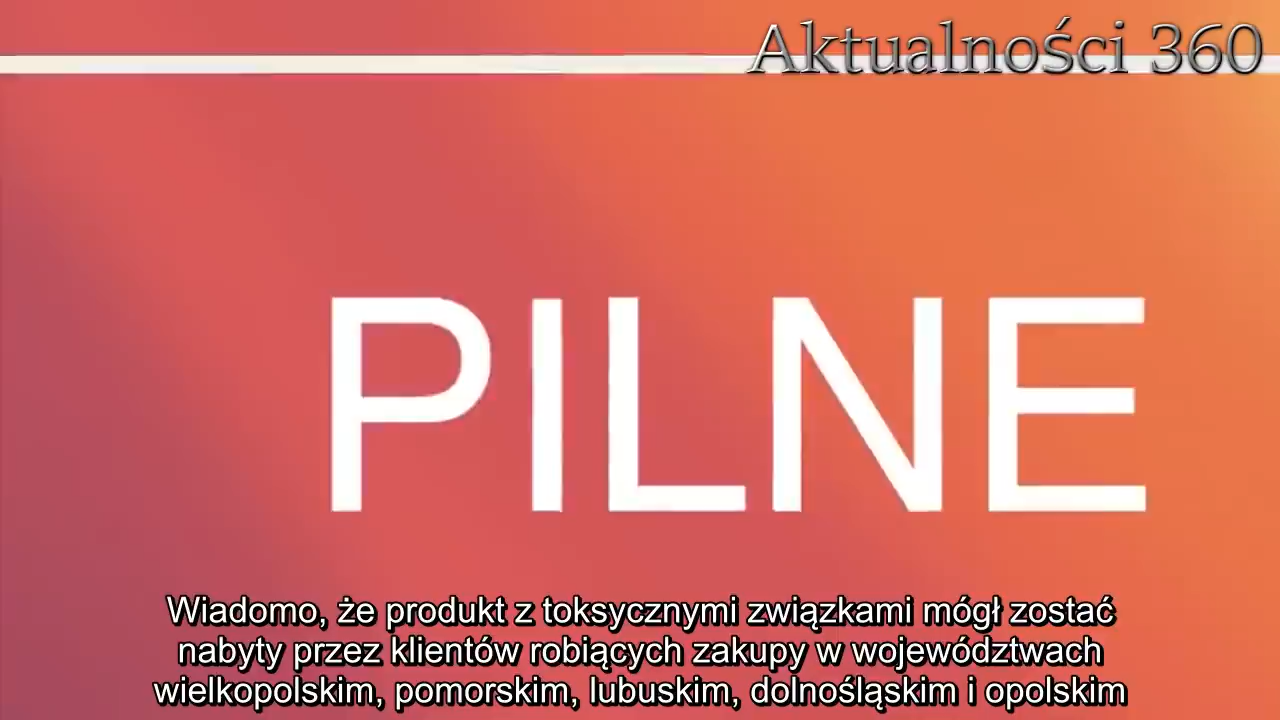 Aktualności 360
PILNE
Wiadomo, że produkt z toksycznymi związkami mógł zostać
nabyty przez klientów robiących zakupy w województwach
wielkopolskim, pomorskim, lubuskim, dolnośląskim i opolskim